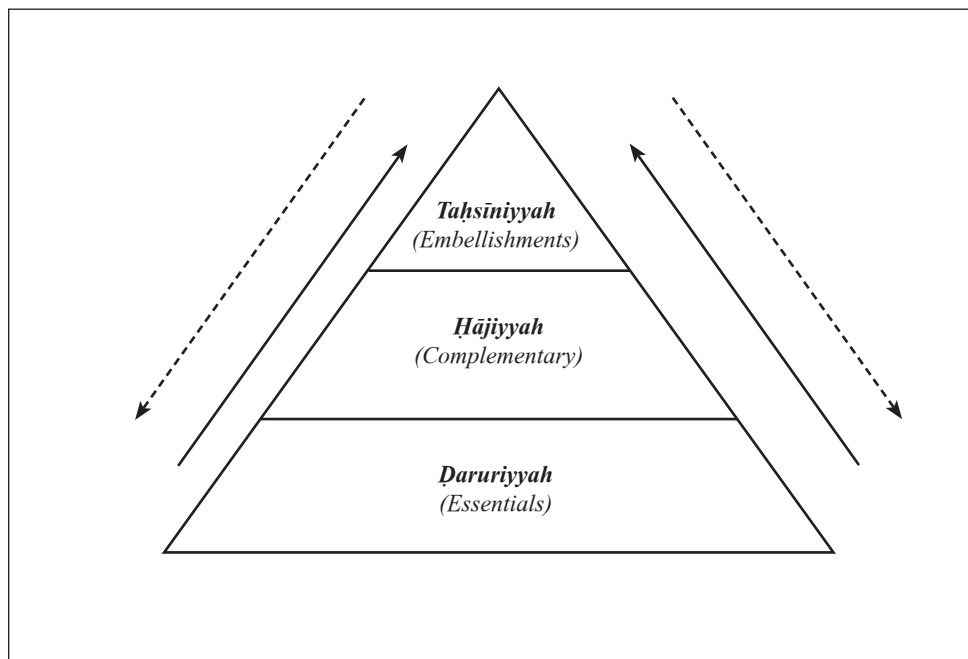 Taḥsīniyyah
(Embellishments)
Ḥājiyyah
(Complementary)
Ḍaruriyyah
(Essentials)